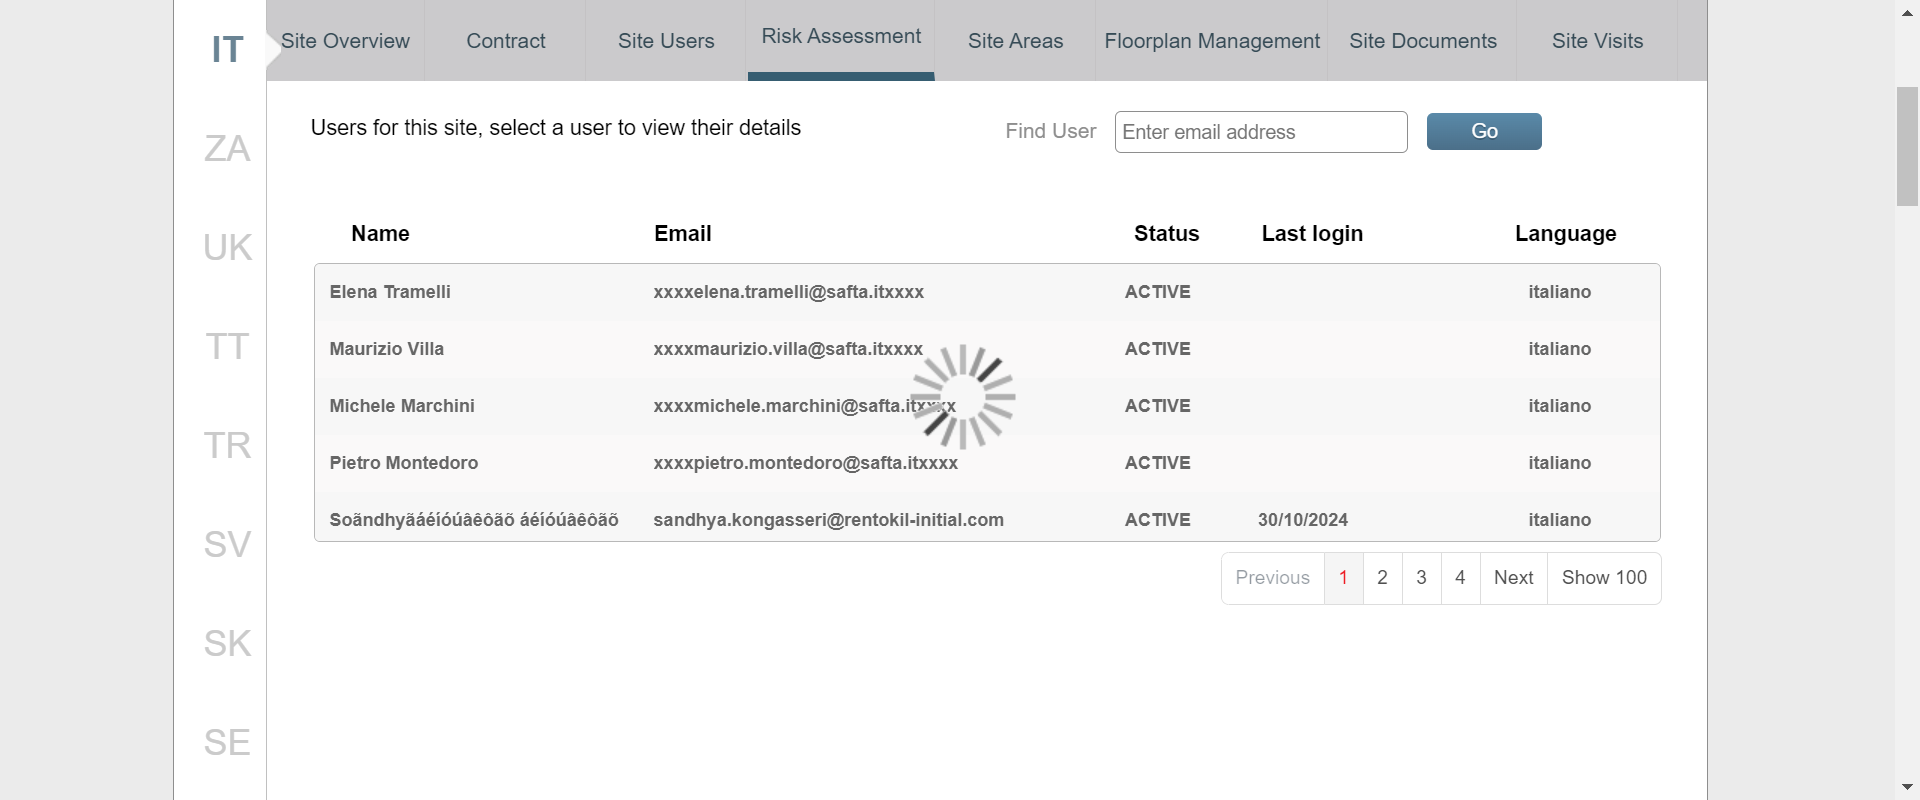 IT
Site Overview
Contract
Site Users
Risk Assessment
Site Areas
Floorplan Management
Site Documents
Site Visits
ZA
UK
TT
TR
SV
SK
SE
Users for this site, select a user to view their details
Find User
Enter email address
Go
Name Email Status Last login Language
Elena Tramelli xxxxelena.tramelli@safta.itxxxx ACTIVE italiano
Maurizio Villa xxxxmaurizio.villa@safta.itxxxx ACTIVE italiano
Michele Marchini xxxxmichele.marchini@safta.itxxxx ACTIVE italiano
Pietro Montedoro xxxxpietro.montedoro@safta.itxxxx ACTIVE italiano
Soãndhyãáéíóúâêôãõ áéíóúâêôãõ sandhya.kongasseri@rentokil-initial.com ACTIVE 30/10/2024 italiano
Previous 1 2 3 4 Next Show 100